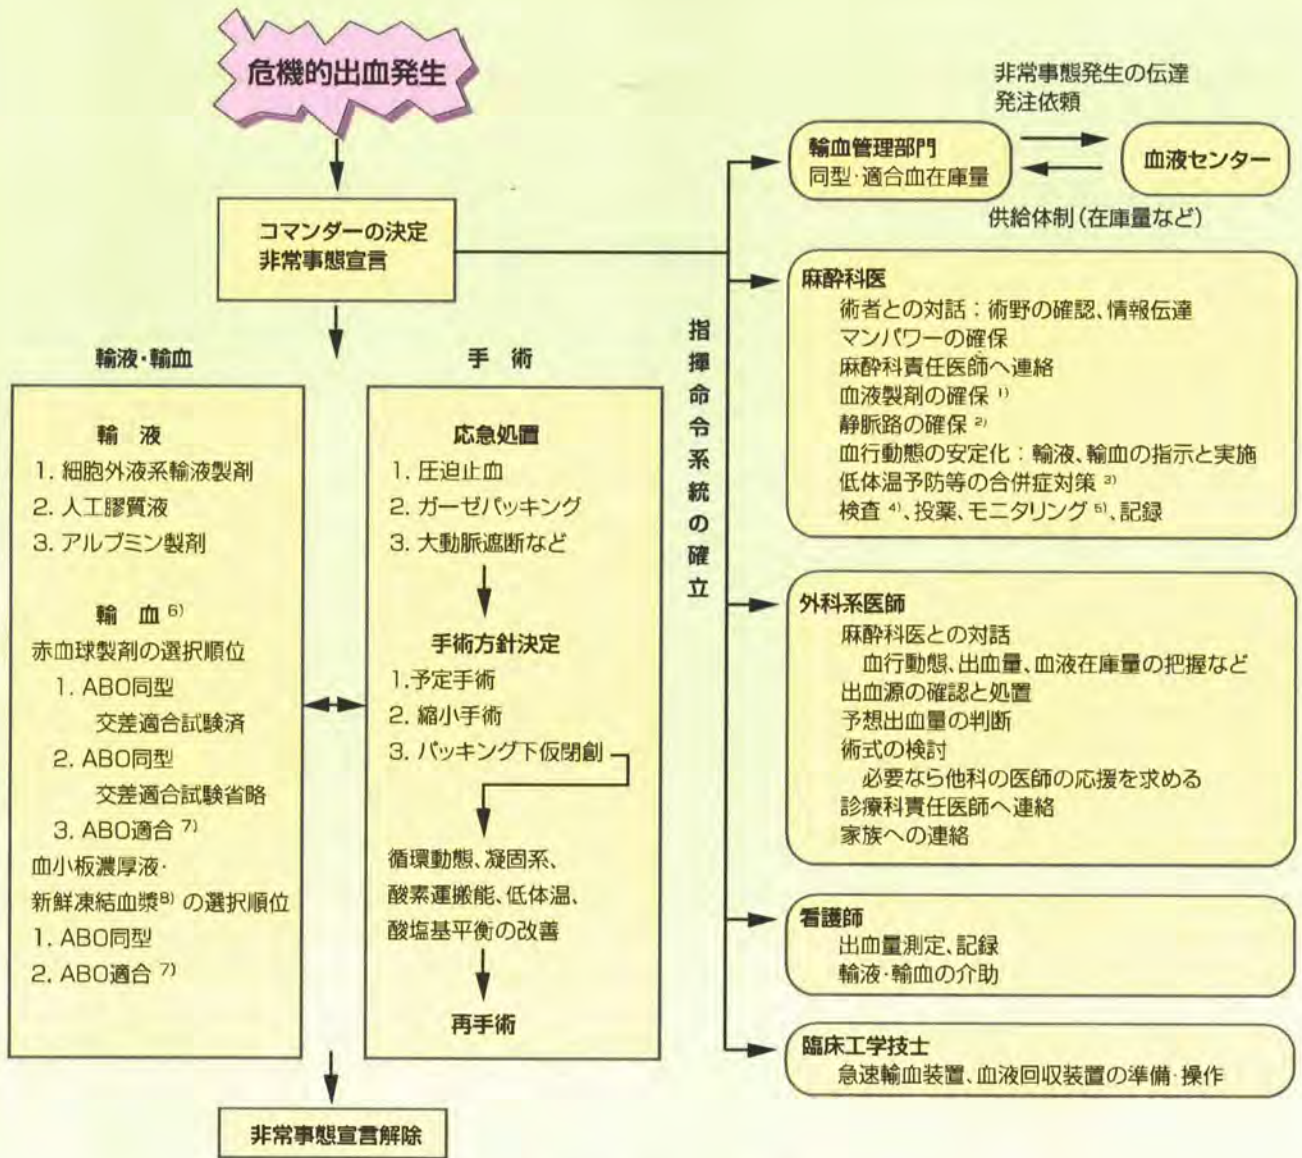 危機的出血発生
コマンダーの決定
非常事態宣言
輸液・輸血
輸 液
1. 細胞外液系輸液製剤
2. 人工膠質液
3. アルブミン製剤
輸 血 6)
赤血球製剤の選択順位
1. ABO同型
交差適合試験済
2. ABO同型
交差適合試験省略
3. ABO適合 7)
血小板濃厚液・
新鮮凍結血漿8) の選択順位
1. ABO同型
2. ABO適合 7)
手 術
応急処置
1. 圧迫止血
2. ガーゼパッキング
3. 大動脈遮断など
手術方針決定
1.予定手術
2. 縮小手術
3. パッキング下仮閉創
循環動態、凝固系、
酸素運搬能、低体温、
酸塩基平衡の改善
再手術
非常事態宣言解除
指揮命令系統の確立
非常事態発生の伝達
発注依頼
輸血管理部門
同型・適合血在庫量
血液センター
供給体制(在庫量など)
麻酔科医
術者との対話:術野の確認、情報伝達
マンパワーの確保
麻酔科責任医師へ連絡
血液製剤の確保 1)
静脈路の確保 2)
血行動態の安定化:輸液、輸血の指示と実施
低体温予防等の合併症対策 3)
検査 4)、投薬、モニタリング 5)、記録
外科系医師
麻酔科医との対話
血行動態、出血量、血液在庫量の把握など
出血源の確認と処置
予想出血量の判断
術式の検討
必要なら他科の医師の応援を求める
診療科責任医師へ連絡
家族への連絡
看護師
出血量測定、記録
輸液・輸血の介助
臨床工学技士
急速輸血装置、血液回収装置の準備・操作